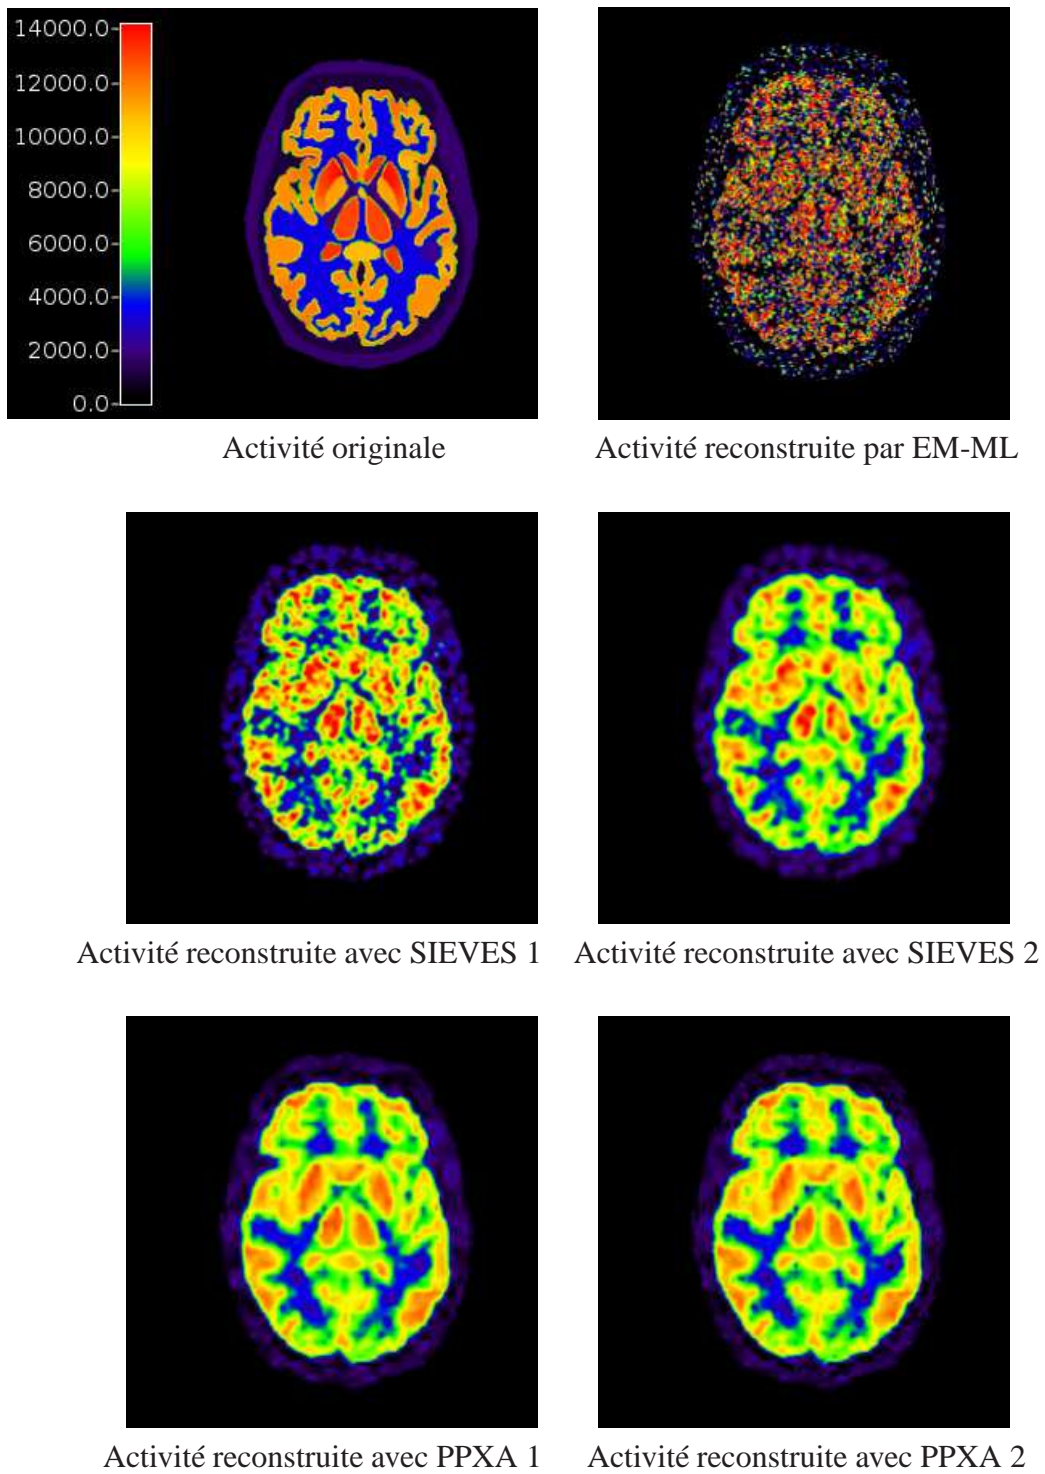 14000.0
12000.0
10000.0
8000.0
6000.0
4000.0
2000.0
0.0
Activité originale
Activité reconstruite par EM-ML
Activité reconstruite avec SIEVES 1
Activité reconstruite avec SIEVES 2
Activité reconstruite avec PPXA 1
Activité reconstruite avec PPXA 2